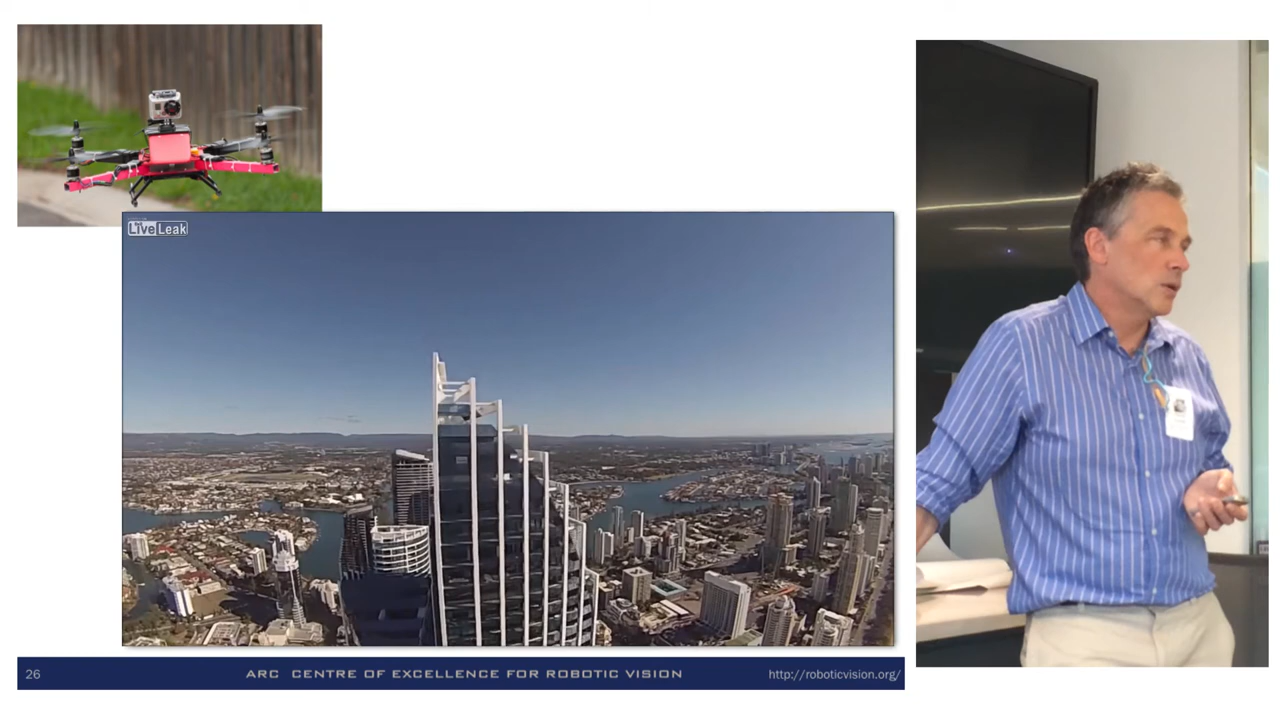 LiveLeak
26
ARC CENTRE OF EXCELLENCE FOR ROBOTIC VISION
http://roboticvision.org/